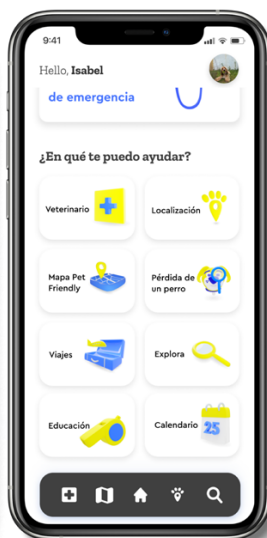 9:41
Hello, Isabel
de emergencia
¿En qué te puedo ayudar?
Veterinario
Localización
Mapa Pet
Friendly
Pérdida de
un perro
Viajes
Explora
Educación
Calendario
25